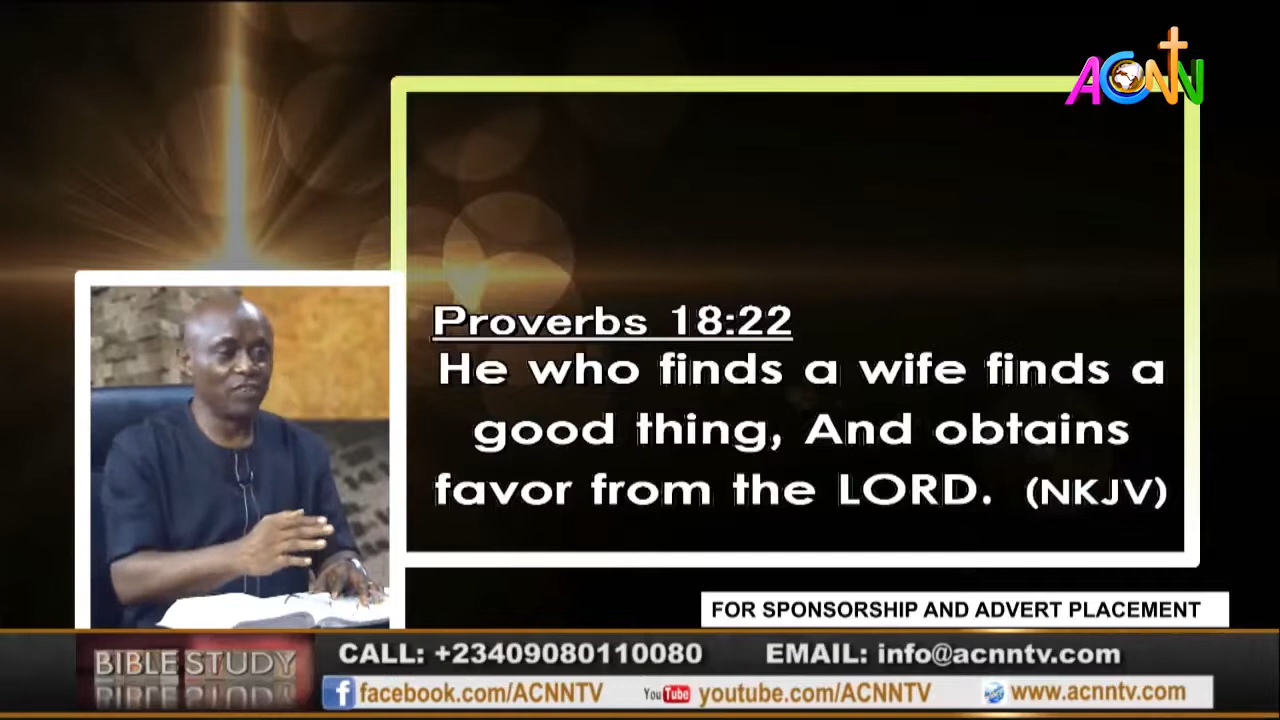 ACNN
Proverbs 18:22
He who finds a wife finds a
good thing, And obtains
favor from the LORD. (NKJV)
FOR SPONSORSHIP AND ADVERT PLACEMENT
BIBLE STUDY
CALL: +23409080110080 EMAIL: info@acnntv.com
facebook.com/ACNNTV YouTube youtube.com/ACNNTV www.acnntv.com